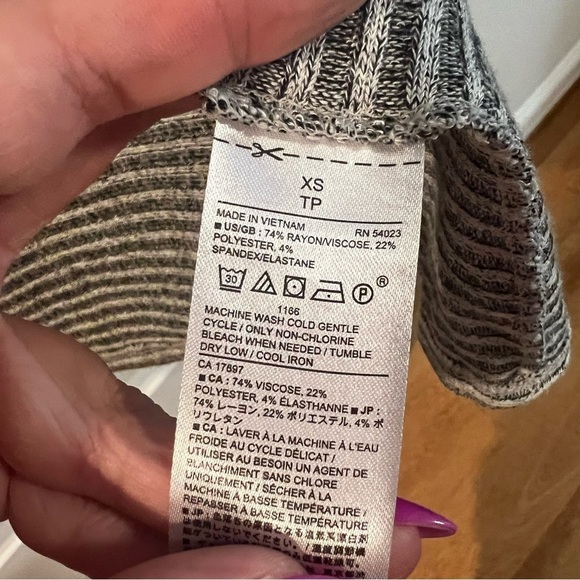 XS
TP
MADE IN VIETNAM RN 54023
■ US/GB : 74% RAYON/VISCOSE, 22%
POLYESTER, 4%
SPANDEX/ELASTANE
30 P ®
1166
MACHINE WASH COLD GENTLE
CYCLE / ONLY NON-CHLORINE
BLEACH WHEN NEEDED / TUMBLE
DRY LOW / COOL IRON
CA 17897
■ CA : 74% VISCOSE, 22%
POLYESTER, 4% ÉLASTHANNE ■ JP :
74% レーヨン, 22% ポリエステル, 4% ポ
リウレタン
■ CA : LAVER À LA MACHINE À L'EAU
FROIDE AU CYCLE DÉLICAT /
UTILISER AU BESOIN UN AGENT DE
BLANCHIMENT SANS CHLORE
UNIQUEMENT / SÉCHER À LA
MACHINE À BASSE TEMPÉRATURE /
REPASSER À BASSE TEMPÉRATURE
■ JP :